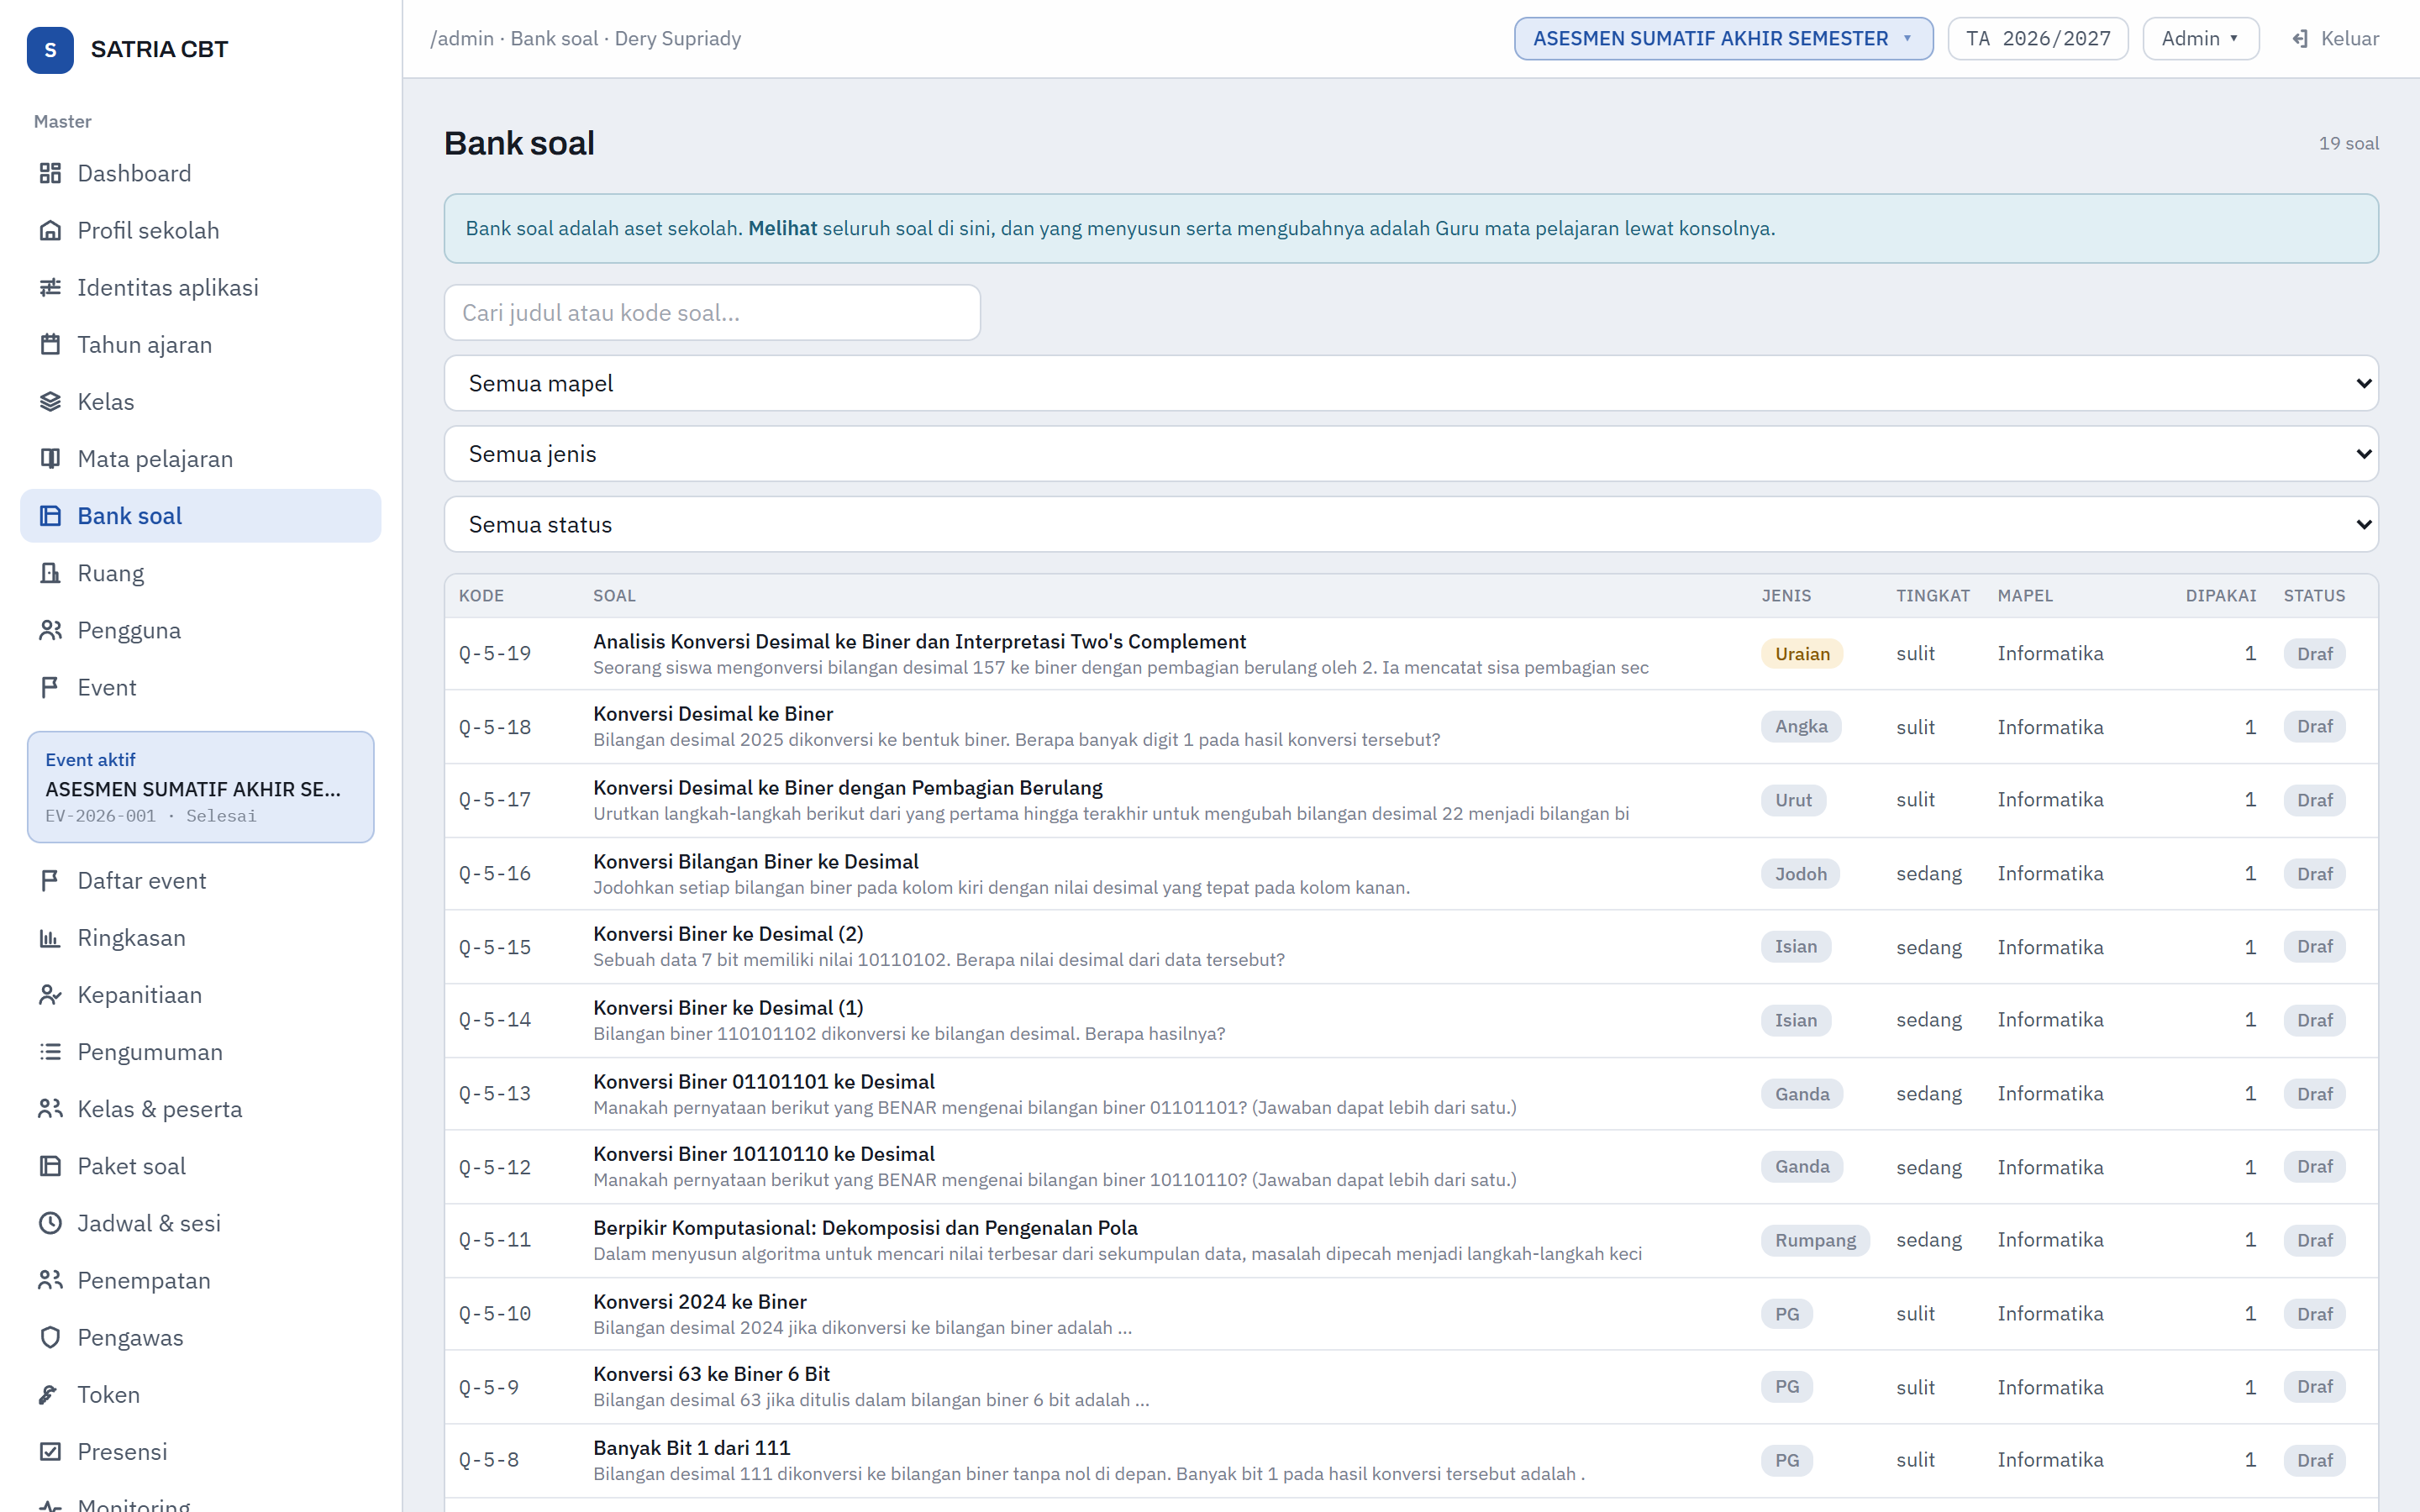 S SATRIA CBT
Master
Dashboard
Profil sekolah
Identitas aplikasi
Tahun ajaran
Kelas
Mata pelajaran
Bank soal
Ruang
Pengguna
Event
Event aktif
ASESMEN SUMATIF AKHIR SE...
EV-2026-001 · Selesai
Daftar event
Ringkasan
Kepanitiaan
Pengumuman
Kelas & peserta
Paket soal
Jadwal & sesi
Penempatan
Pengawas
Token
Presensi
Monitoring
/admin · Bank soal · Dery Supriady
ASESMEN SUMATIF AKHIR SEMESTER ▾ TA 2026/2027 Admin ▾ Keluar
Bank soal 19 soal
Bank soal adalah aset sekolah. Melihat seluruh soal di sini, dan yang menyusun serta mengubahnya adalah Guru mata pelajaran lewat konsolnya.
Cari judul atau kode soal...
Semua mapel
Semua jenis
Semua status
KODE SOAL JENIS TINGKAT MAPEL DIPAKAI STATUS
Q-5-19 Analisis Konversi Desimal ke Biner dan Interpretasi Two's Complement Uraian sulit Informatika 1 Draf
Seorang siswa mengonversi bilangan desimal 157 ke biner dengan pembagian berulang oleh 2. Ia mencatat sisa pembagian sec
Q-5-18 Konversi Desimal ke Biner Angka sulit Informatika 1 Draf
Bilangan desimal 2025 dikonversi ke bentuk biner. Berapa banyak digit 1 pada hasil konversi tersebut?
Q-5-17 Konversi Desimal ke Biner dengan Pembagian Berulang Urut sulit Informatika 1 Draf
Urutkan langkah-langkah berikut dari yang pertama hingga terakhir untuk mengubah bilangan desimal 22 menjadi bilangan bi
Q-5-16 Konversi Bilangan Biner ke Desimal Jodoh sedang Informatika 1 Draf
Jodohkan setiap bilangan biner pada kolom kiri dengan nilai desimal yang tepat pada kolom kanan.
Q-5-15 Konversi Biner ke Desimal (2) Isian sedang Informatika 1 Draf
Sebuah data 7 bit memiliki nilai 10110102. Berapa nilai desimal dari data tersebut?
Q-5-14 Konversi Biner ke Desimal (1) Isian sedang Informatika 1 Draf
Bilangan biner 110101102 dikonversi ke bilangan desimal. Berapa hasilnya?
Q-5-13 Konversi Biner 01101101 ke Desimal Ganda sedang Informatika 1 Draf
Manakah pernyataan berikut yang BENAR mengenai bilangan biner 01101101? (Jawaban dapat lebih dari satu.)
Q-5-12 Konversi Biner 10110110 ke Desimal Ganda sedang Informatika 1 Draf
Manakah pernyataan berikut yang BENAR mengenai bilangan biner 10110110? (Jawaban dapat lebih dari satu.)
Q-5-11 Berpikir Komputasional: Dekomposisi dan Pengenalan Pola Rumpang sedang Informatika 1 Draf
Dalam menyusun algoritma untuk mencari nilai terbesar dari sekumpulan data, masalah dipecah menjadi langkah-langkah keci
Q-5-10 Konversi 2024 ke Biner PG sulit Informatika 1 Draf
Bilangan desimal 2024 jika dikonversi ke bilangan biner adalah ...
Q-5-9 Konversi 63 ke Biner 6 Bit PG sulit Informatika 1 Draf
Bilangan desimal 63 jika ditulis dalam bilangan biner 6 bit adalah ...
Q-5-8 Banyak Bit 1 dari 111 PG sulit Informatika 1 Draf
Bilangan desimal 111 dikonversi ke bilangan biner tanpa nol di depan. Banyak bit 1 pada hasil konversi tersebut adalah .